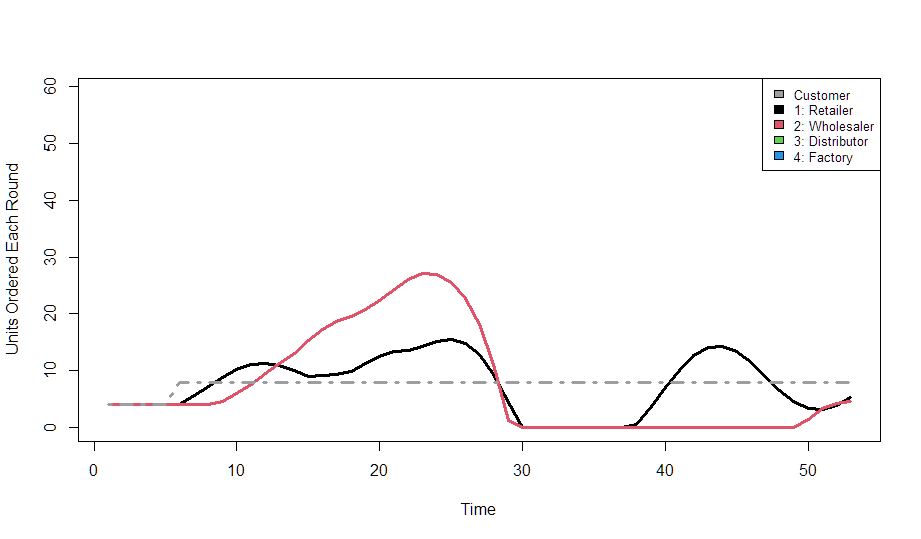 Units Ordered Each Round
60
50
40
30
20
10
0
Customer
1: Retailer
2: Wholesaler
3: Distributor
4: Factory
0 10 20 30 40 50
Time